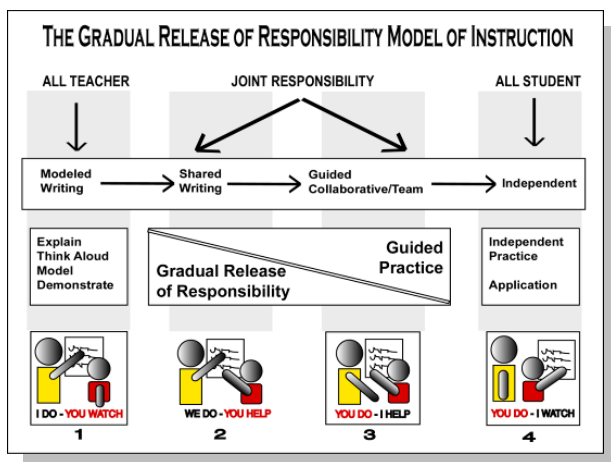 THE GRADUAL RELEASE OF RESPONSIBILITY MODEL OF INSTRUCTION
ALL TEACHER
JOINT RESPONSIBILITY
ALL STUDENT
Modeled
Writing
Shared
Writing
Guided
Collaborative/Team
Independent
Explain
Think Aloud
Model
Demonstrate
Gradual Release
of Responsibility
Guided
Practice
Independent
Practice
Application
I DO - YOU WATCH
WE DO - YOU HELP
YOU DO - I HELP
YOU DO - I WATCH
1
2
3
4